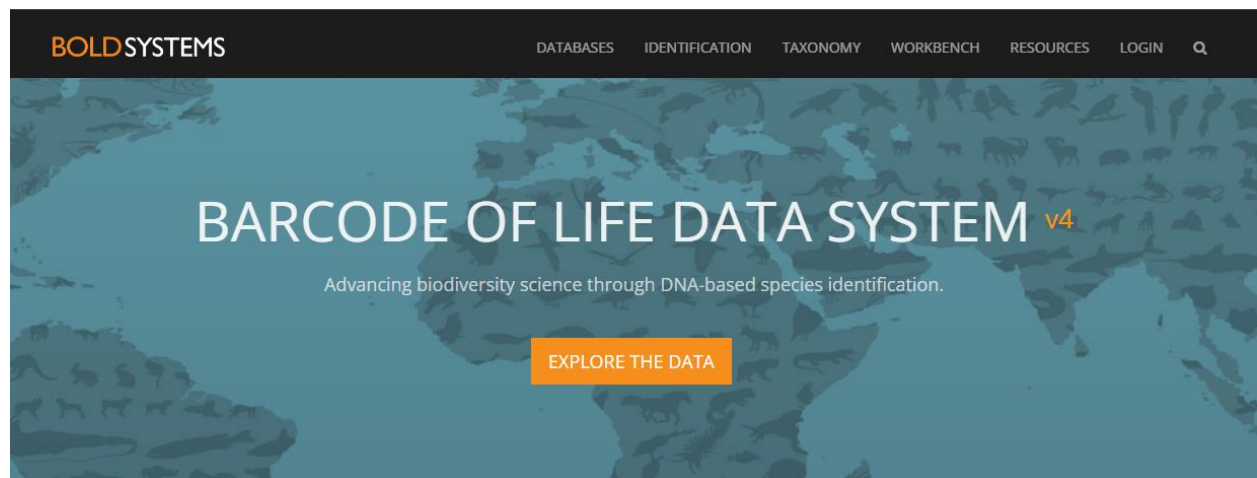 BOLDSYSTEMS
DATABASES IDENTIFICATION TAXONOMY WORKBENCH RESOURCES LOGIN
BARCODE OF LIFE DATA SYSTEM v4
Advancing biodiversity science through DNA-based species identification.
EXPLORE THE DATA